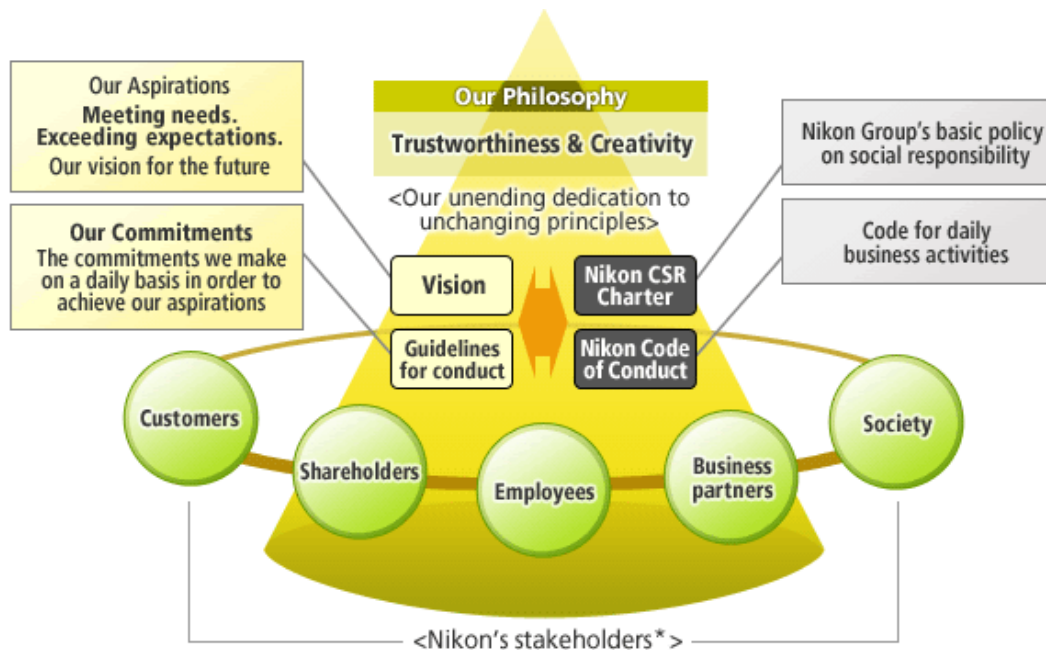 Our Aspirations
Meeting needs.
Exceeding expectations.
Our vision for the future
Our Commitments
The commitments we make
on a daily basis in order to
achieve our aspirations
Our Philosophy
Trustworthiness & Creativity
<Our unending dedication to
unchanging principles>
Nikon Group's basic policy
on social responsibility
Code for daily
business activities
Vision
Nikon CSR
Charter
Guidelines
for conduct
Nikon Code
of Conduct
Customers
Shareholders
Employees
Business
partners
Society
<Nikon's stakeholders* >